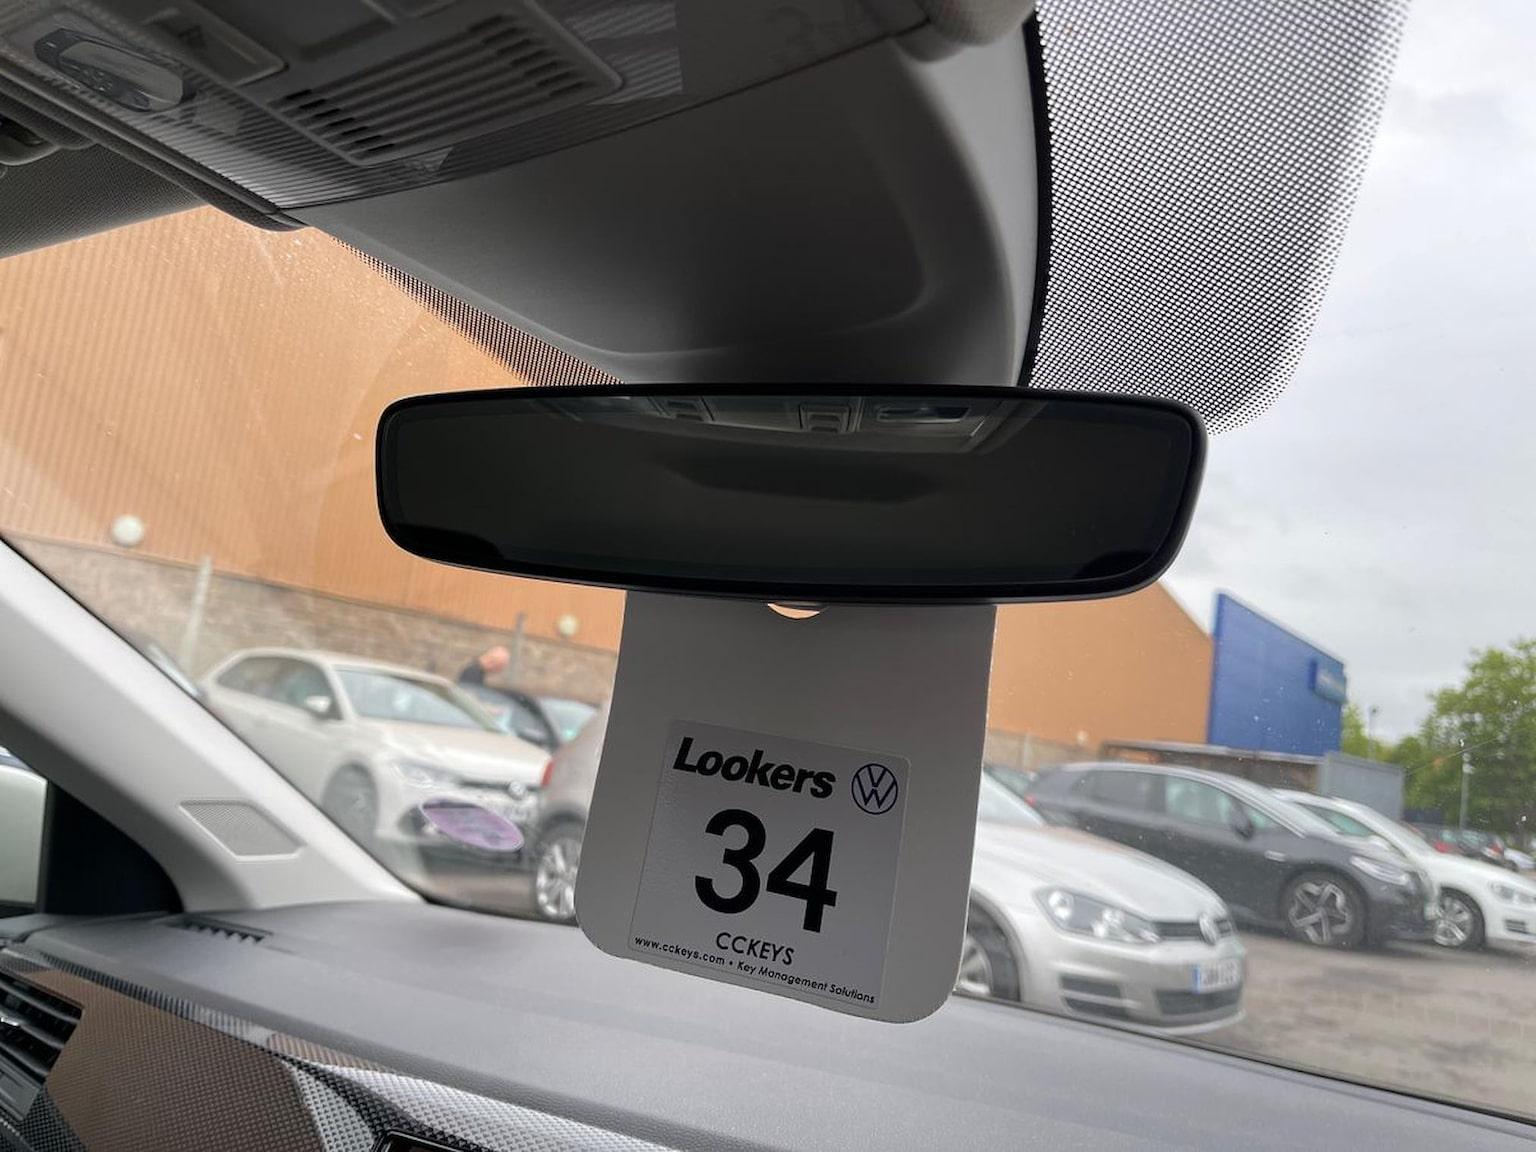 Lookers
34
CCKEYS
www.cckeys.com • Key Management Solutions